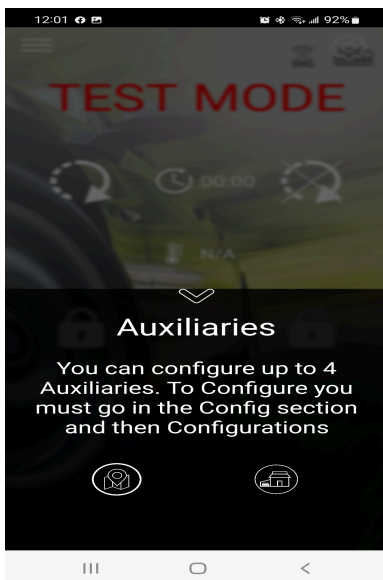 12:01 92%
TEST MODE
00:00
N/A
Auxiliaries
You can configure up to 4
Auxiliaries. To Configure you
must go in the Config section
and then Configurations